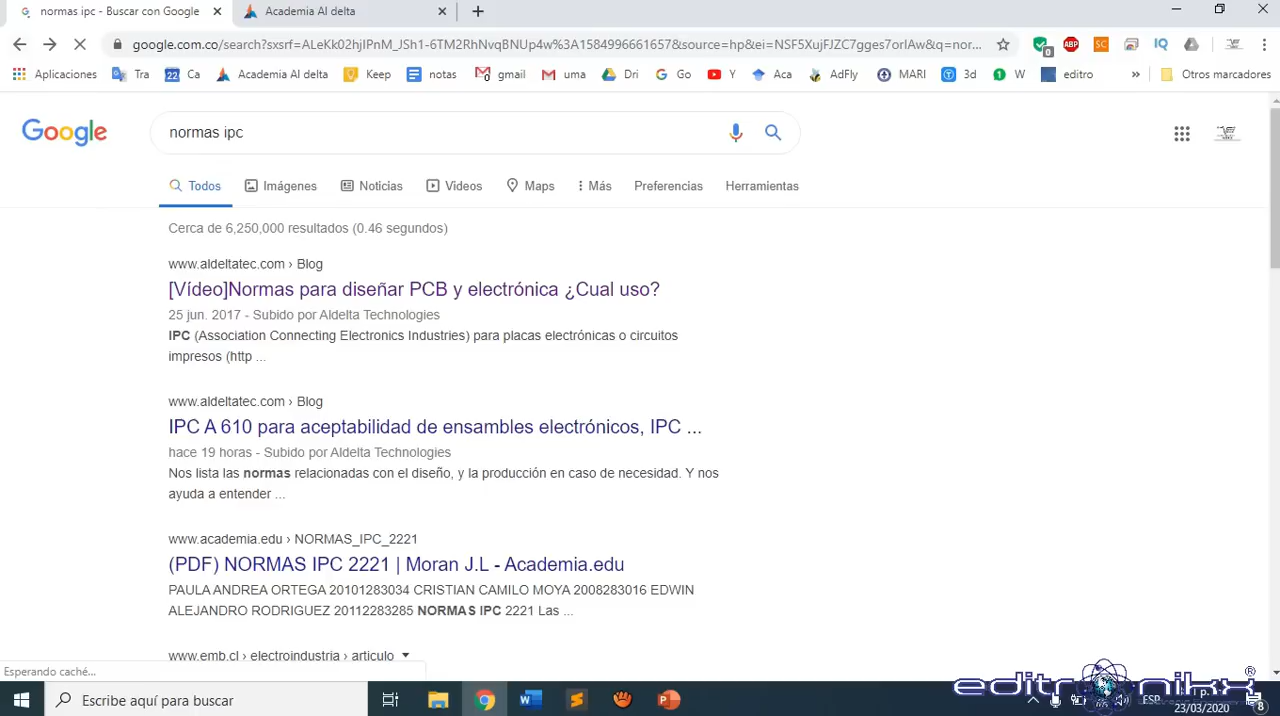 normas ipc - Buscar con Google
Academia Al delta
google.com.co/search?sxsrf=ALeKk02hjIRnM_JSh1-6TM2RhNvqBNUp4w%3A1584996661657&source=hp&ei=NSF5YujFJZC7gges7orIAw&q=nor...
Aplicaciones
Tra
Ca
Academia Al delta
Keep
notas
gmail
uma
Dri
Go
Y
Aca
AdFly
MARI
3d
W
editro
»
Otros marcadores
Google
normas ipc
Todos
Imágenes
Noticias
Videos
Maps
Más
Preferencias
Herramientas
Cerca de 6,250,000 resultados (0.46 segundos)
www.aldeltatec.com › Blog
[Vídeo]Normas para diseñar PCB y electrónica ¿Cual uso?
25 jun. 2017 - Subido por Aldelta Technologies
IPC (Association Connecting Electronics Industries) para placas electrónicas o circuitos
impresos (http ...
www.aldeltatec.com › Blog
IPC A 610 para aceptabilidad de ensambles electrónicos, IPC ...
hace 19 horas - Subido por Aldelta Technologies
Nos lista las normas relacionadas con el diseño, y la producción en caso de necesidad. Y nos
ayuda a entender ...
www.academia.edu › NORMAS_IPC_2221
(PDF) NORMAS IPC 2221 | Moran J.L - Academia.edu
PAULA ANDREA ORTEGA 20101283034 CRISTIAN CAMILO MOYA 2008283016 EDWIN
ALEJANDRO RODRIGUEZ 20112283285 NORMAS IPC 2221 Las ...
www.emb.cl › electroindustria › articulo
Esperando caché...
Escribe aquí para buscar
editronikx
ESP
23/03/2020
8